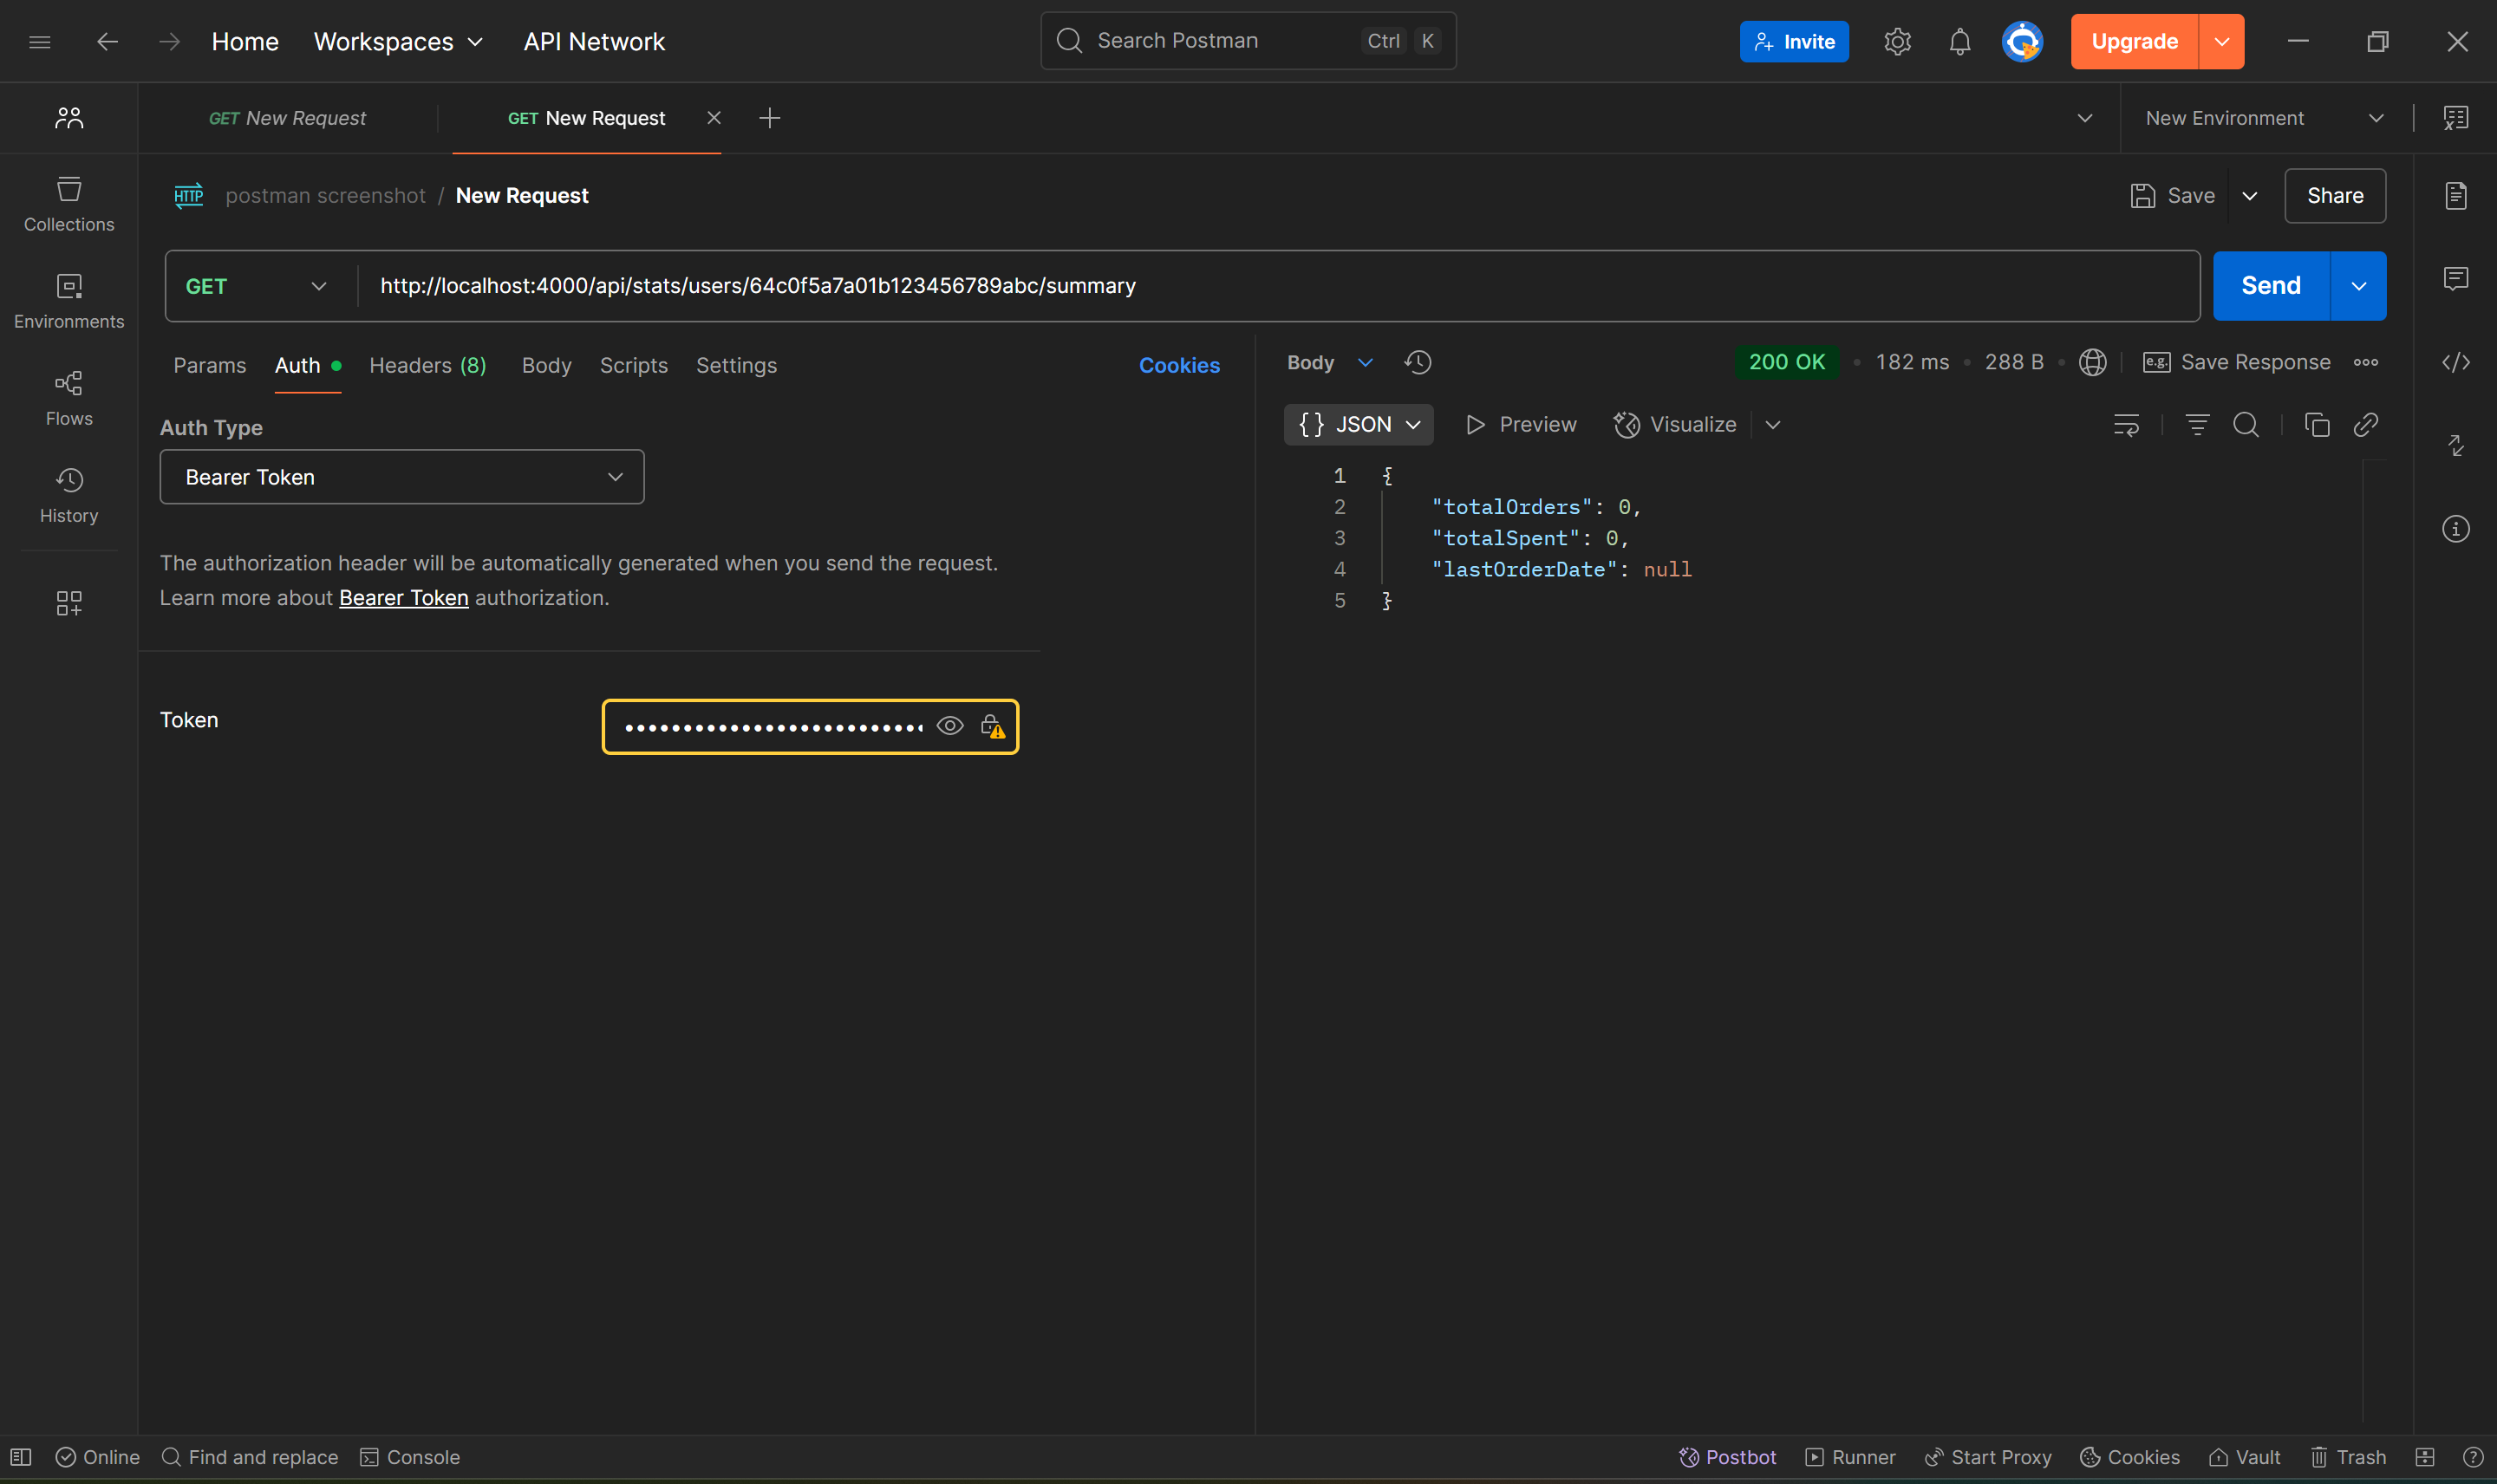 Home Workspaces API Network Search Postman Ctrl K Invite Upgrade
GET New Request GET New Request New Environment
HTTP postman screenshot / New Request Save Share
GET http://localhost:4000/api/stats/users/64c0f5a7a01b123456789abc/summary Send
Collections
Environments
Flows
History
Params Auth Headers (8) Body Scripts Settings Cookies
Auth Type
Bearer Token
The authorization header will be automatically generated when you send the request.
Learn more about Bearer Token authorization.
Token
Body 200 OK • 182 ms • 288 B • e.g. Save Response
{} JSON Preview Visualize
1 {
2 "totalOrders": 0,
3 "totalSpent": 0,
4 "lastOrderDate": null
5 }
Online Find and replace Console Postbot Runner Start Proxy Cookies Vault Trash